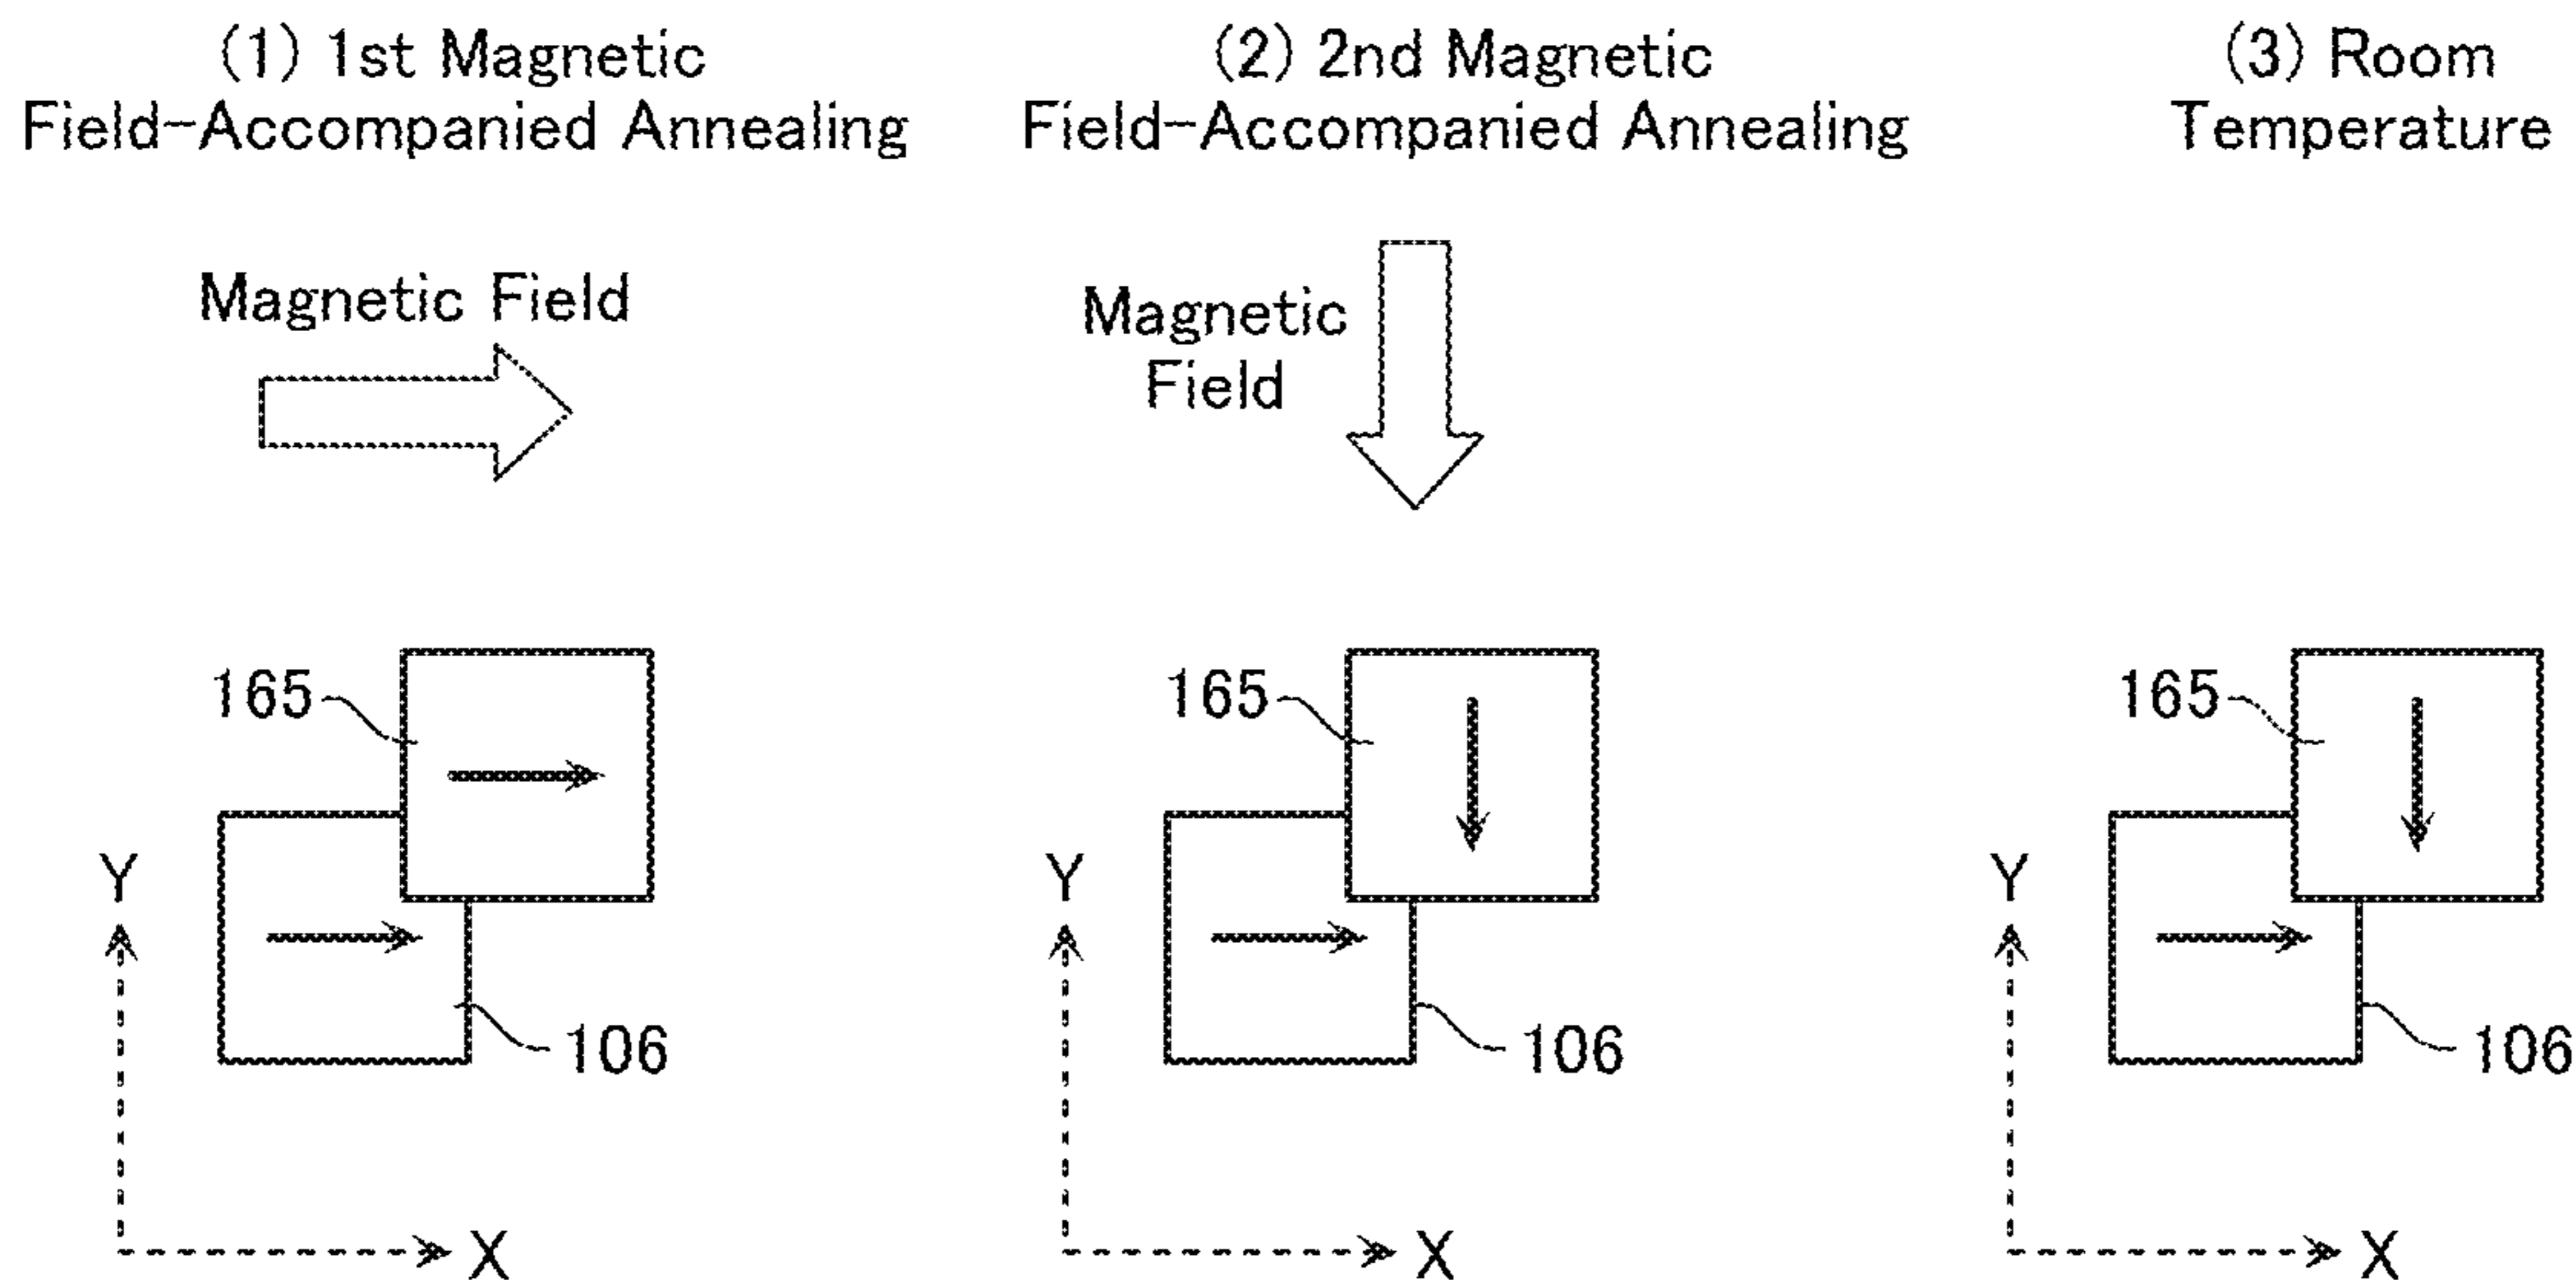 (1) 1st Magnetic
Field-Accompanied Annealing
Magnetic Field
165
106
Y
X
(2) 2nd Magnetic
Field-Accompanied Annealing
Magnetic
Field
165
106
Y
X
(3) Room
Temperature
165
106
Y
X